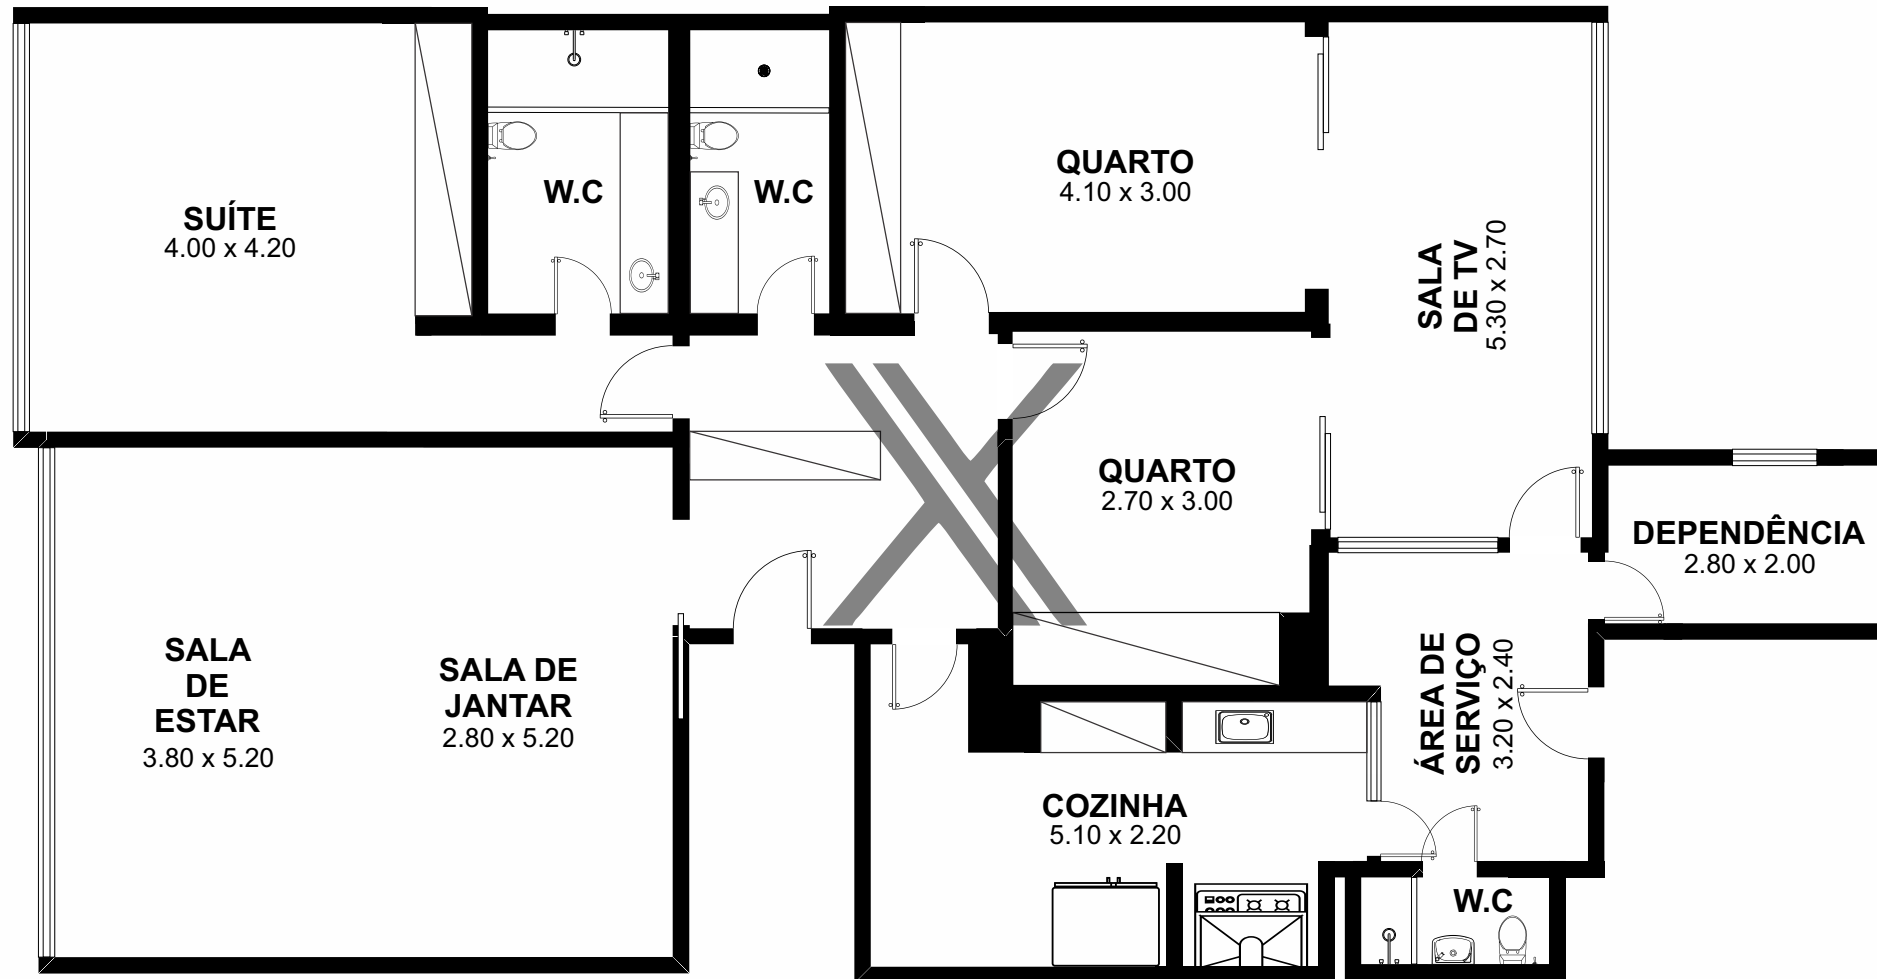 SUÍTE
4.00 x 4.20
W.C
W.C
QUARTO
4.10 x 3.00
SALA
DE TV
5.30 x 2.70
QUARTO
2.70 x 3.00
DEPENDÊNCIA
2.80 x 2.00
SALA
DE
ESTAR
3.80 x 5.20
SALA DE
JANTAR
2.80 x 5.20
ÁREA DE
SERVIÇO
3.20 x 2.40
COZINHA
5.10 x 2.20
W.C